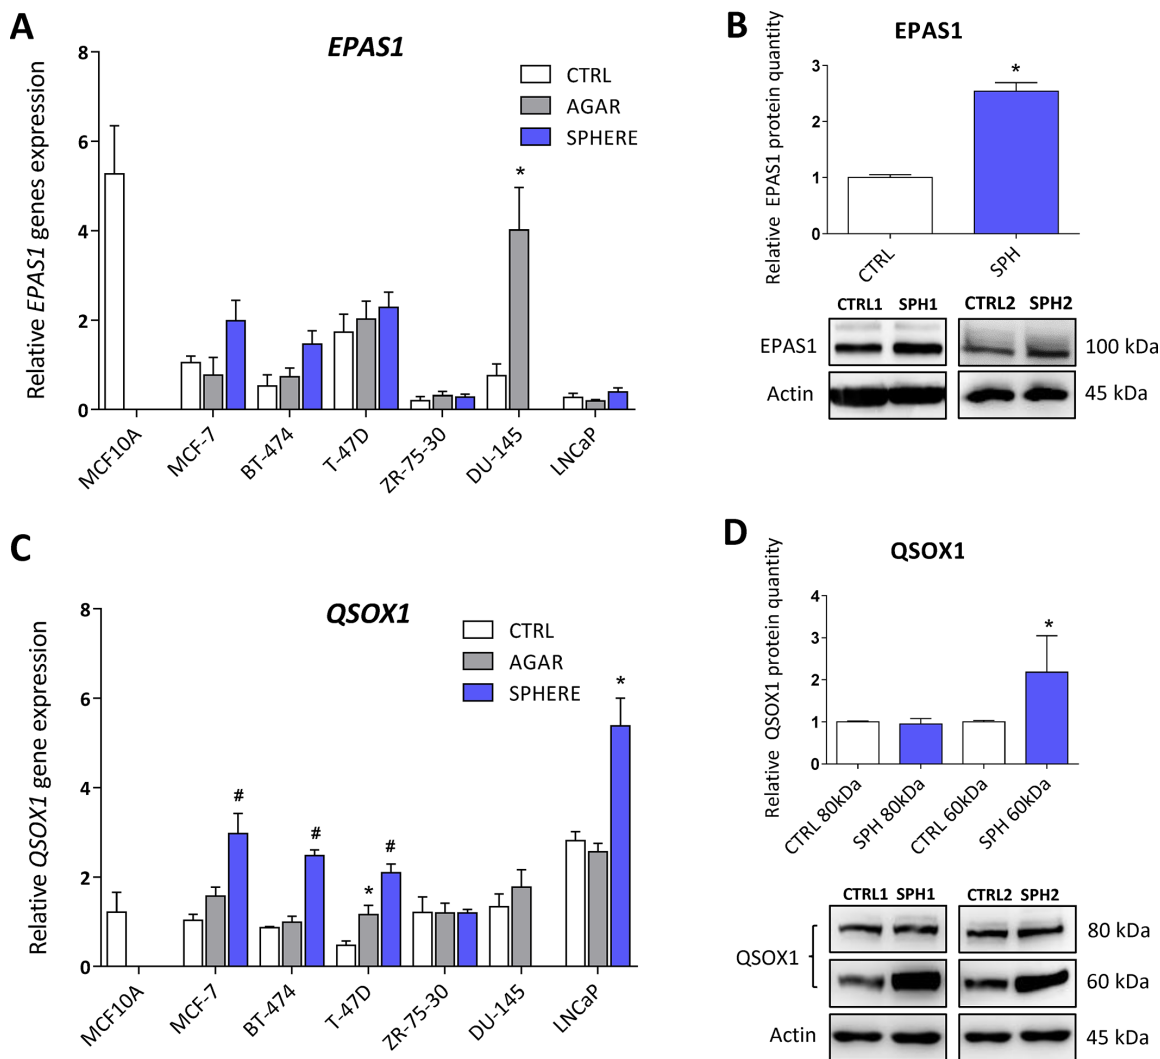 A
EPAS1
Relative EPAS1 genes expression
8
6
4
2
0
CTRL
AGAR
SPHERE
*
MCF10A
MCF-7
BT-474
T-47D
ZR-75-30
DU-145
LNCaP
B
EPAS1
Relative EPAS1 protein quantity
3
2
1
0
*
CTRL
SPH
CTRL1 SPH1 CTRL2 SPH2
EPAS1 100 kDa
Actin 45 kDa
C
QSOX1
Relative QSOX1 gene expression
8
6
4
2
0
CTRL
AGAR
SPHERE
#
#
*
#
*
MCF10A
MCF-7
BT-474
T-47D
ZR-75-30
DU-145
LNCaP
D
QSOX1
Relative QSOX1 protein quantity
4
3
2
1
0
*
CTRL 80kDa
SPH 80kDa
CTRL 60kDa
SPH 60kDa
CTRL1 SPH1 CTRL2 SPH2
80 kDa
QSOX1
60 kDa
Actin 45 kDa